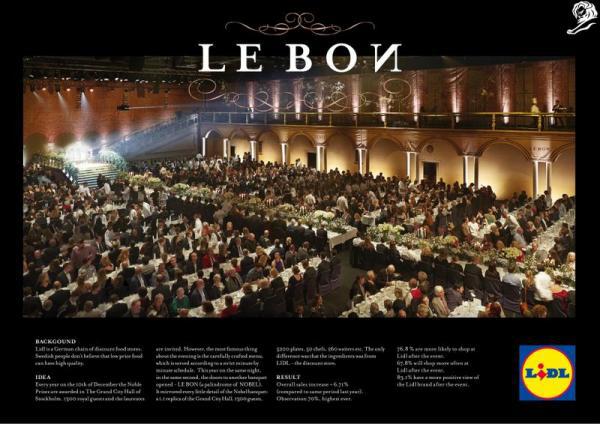 LE BON
BACKGOUND
Lidl is a German chain of discount food stores.
Swedish people don't believe that low price food
can have high quality.
IDEA
Every year on the 10th of December the Noble
Prizes are awarded in The Grand City Hall of
Stockholm. 1300 royal guests and the laureates
are invited. However, the most famous thing
about the evening is the carefully crafted menu,
which is served according to a strict minute by
minute schedule. This year on the same night,
in the same second, the doors to another banquet
opened – LE BON (a palindrome of NOBEL).
It mirrored every little detail of the Nobel banquet:
a 1:1 replica of the Grand City Hall, 1300 guests,
5200 plates, 50 chefs, 260 waiters etc. The only
difference was that the ingredients was from
LIDL – the discount store.
RESULT
Overall sales increase + 6.71%
(compared to same period last year).
Observation 70%, highest ever.
76.8 % are more likely to shop at
Lidl after the event.
67.8% will shop more often at
Lidl after the event.
83.1% have a more positive view of
the Lidl brand after the event.
LIDL